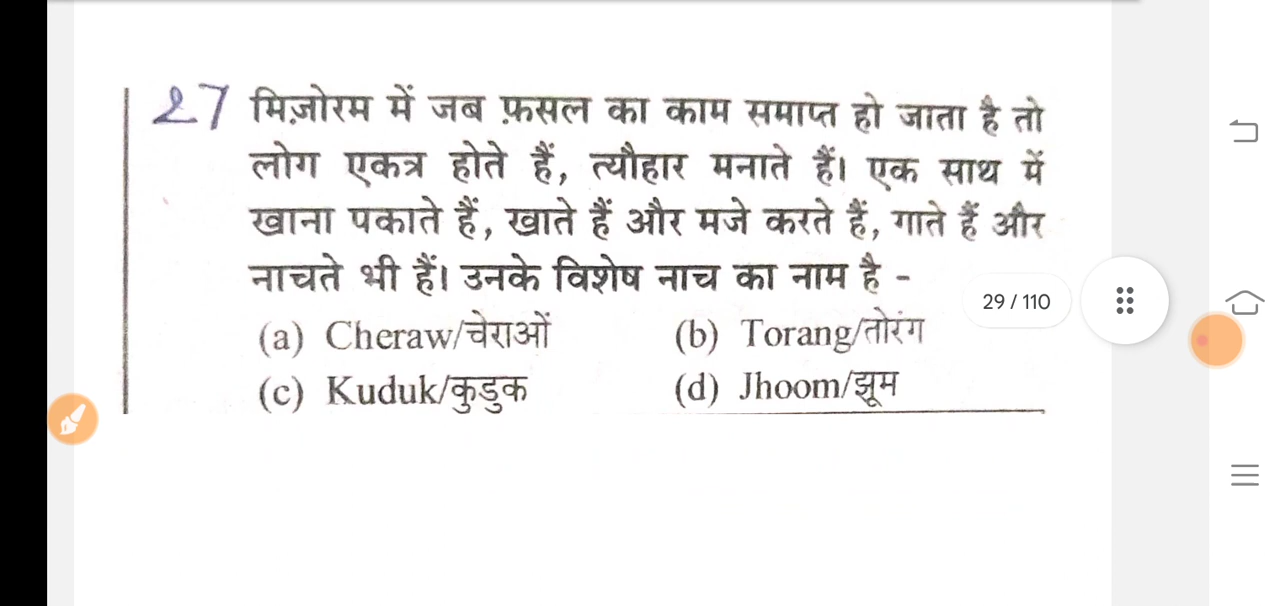 27 मिज़ोरम में जब फ़सल का काम समाप्त हो जाता है तो
लोग एकत्र होते हैं, त्यौहार मनाते हैं। एक साथ में
खाना पकाते हैं, खाते हैं और मजे करते हैं, गाते हैं और
नाचते भी हैं। उनके विशेष नाच का नाम है -
29 / 110
(a) Cheraw/चेराओं (b) Torang/तोरंग
(c) Kuduk/कुडुक (d) Jhoom/झूम